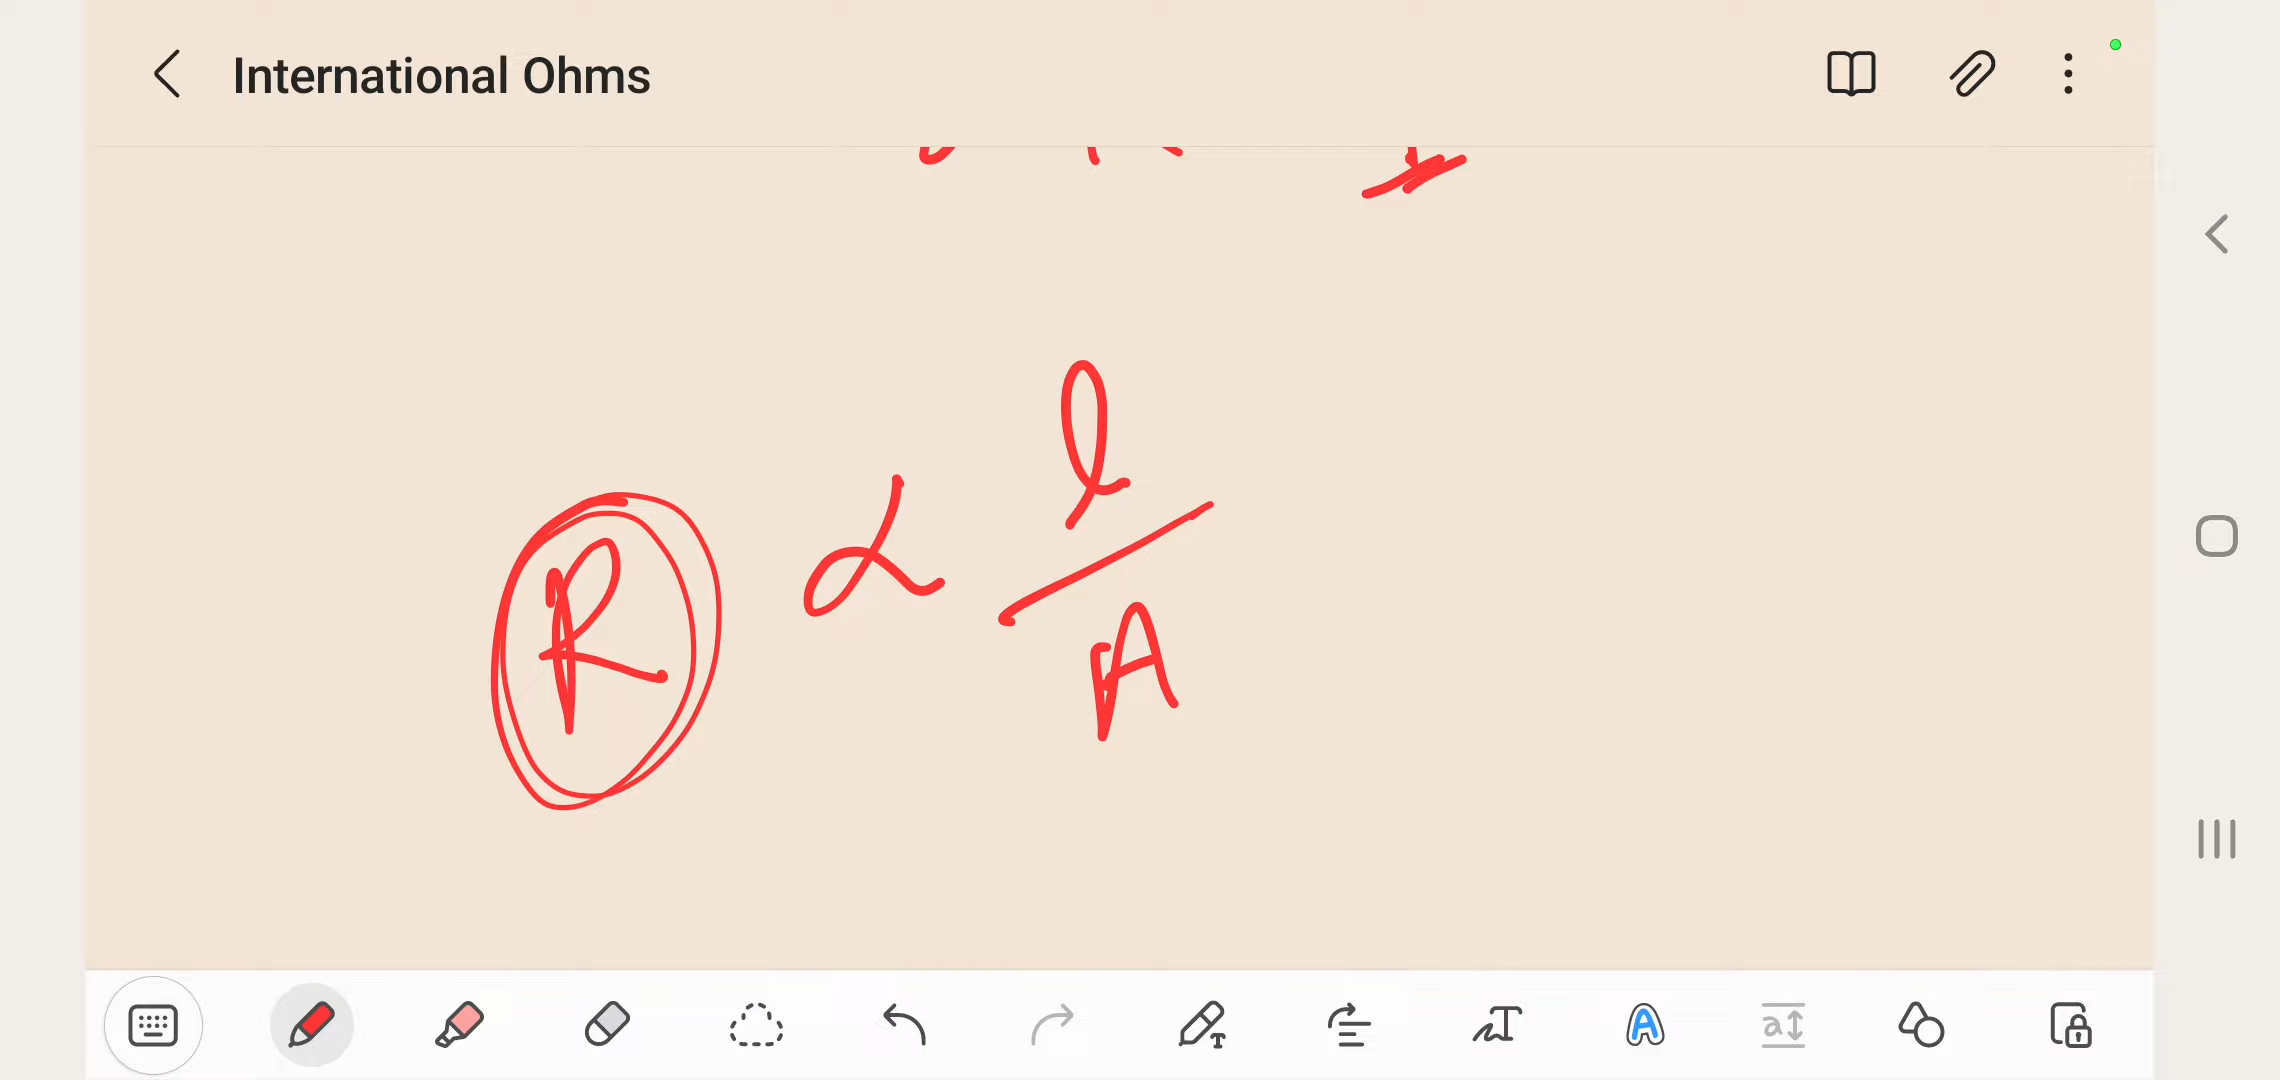 International Ohms
R ∝ l/A